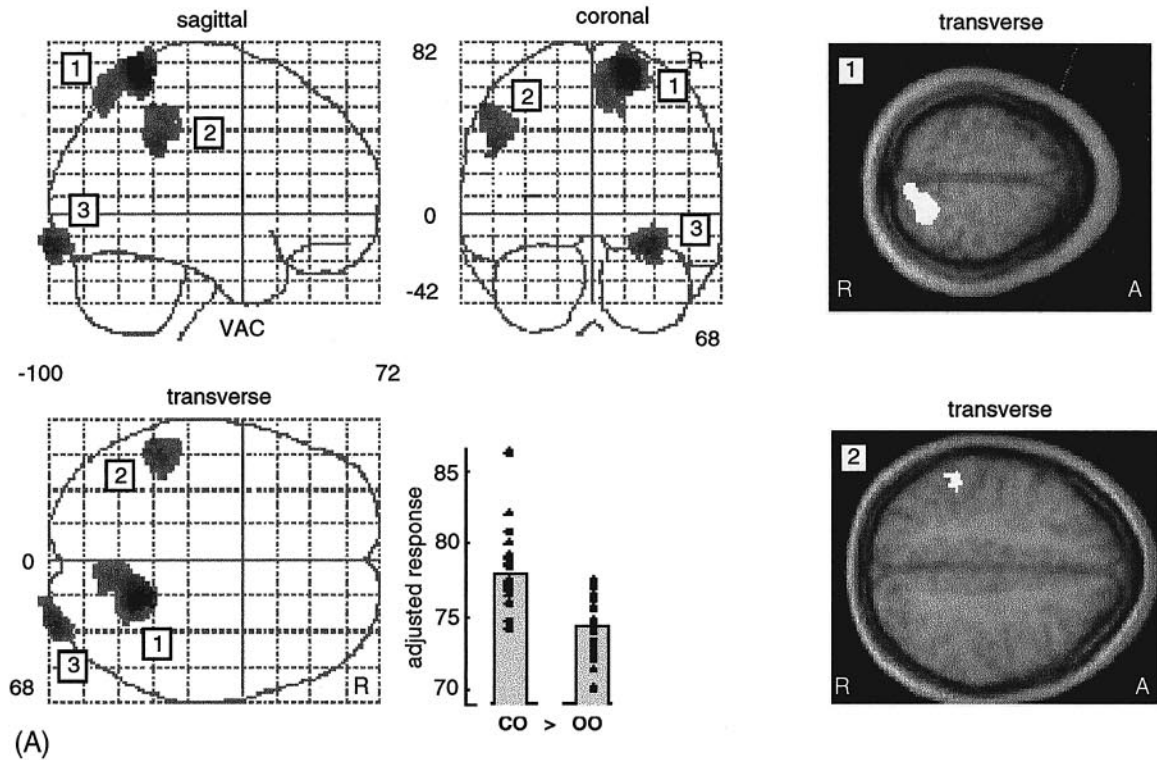 sagittal
1
2
3
VAC
-100
72
coronal
82
R
2
1
0
3
-42
68
transverse
1
R
A
transverse
2
0
1
3
68
R
adjusted response
85
80
75
70
CO > OO
transverse
2
R
A
(A)